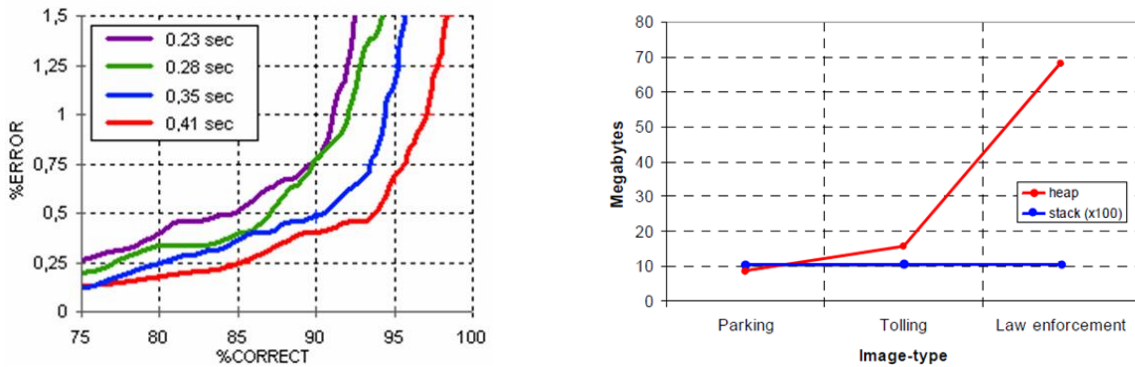 1,5
1,25
1
0,75
0,5
0,25
0
%ERROR
0.23 sec
0.28 sec
0.35 sec
0,41 sec
75 80 85 90 95 100
%CORRECT
80
70
60
50
40
30
20
10
0
Megabytes
heap
stack (x100)
Parking Tolling Law enforcement
Image-type